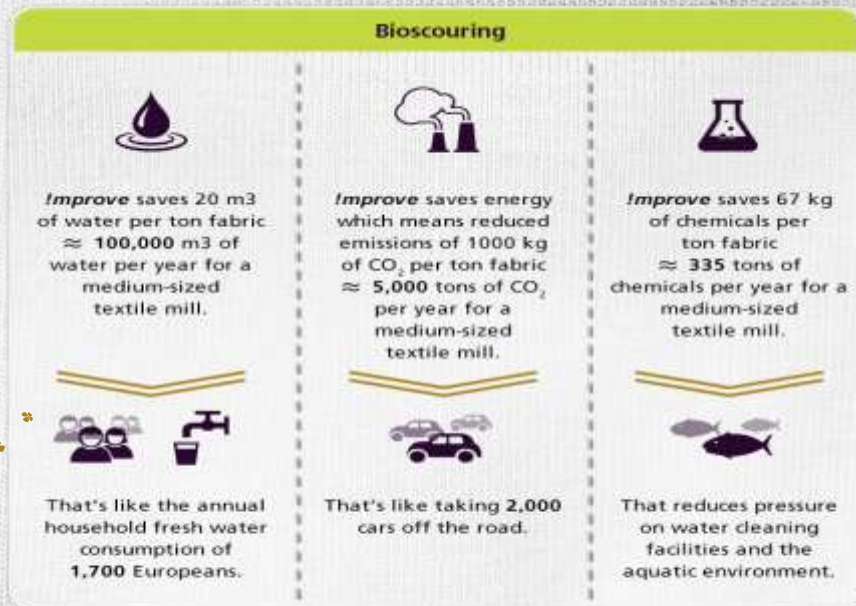 Bioscouring
!mprove saves 20 m3
of water per ton fabric
≈ 100,000 m3 of
water per year for a
medium-sized
textile mill.
!mprove saves energy
which means reduced
emissions of 1000 kg
of CO₂ per ton fabric
≈ 5,000 tons of CO₂
per year for a
medium-sized
textile mill.
!mprove saves 67 kg
of chemicals per
ton fabric
≈ 335 tons of
chemicals per year for a
medium-sized
textile mill.
That's like the annual
household fresh water
consumption of
1,700 Europeans.
That's like taking 2,000
cars off the road.
That reduces pressure
on water cleaning
facilities and the
aquatic environment.